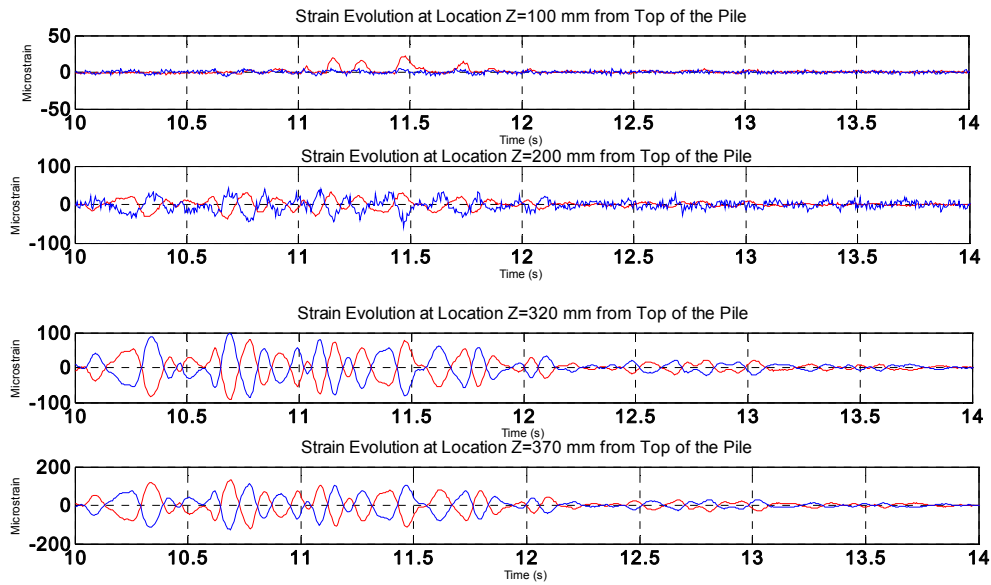 Strain Evolution at Location Z=100 mm from Top of the Pile
50
0
-50
Microstrain
10 10.5 11 11.5 12 12.5 13 13.5 14
Time (s)
Strain Evolution at Location Z=200 mm from Top of the Pile
100
0
-100
Microstrain
10 10.5 11 11.5 12 12.5 13 13.5 14
Time (s)
Strain Evolution at Location Z=320 mm from Top of the Pile
100
0
-100
Microstrain
10 10.5 11 11.5 12 12.5 13 13.5 14
Time (s)
Strain Evolution at Location Z=370 mm from Top of the Pile
200
0
-200
Microstrain
10 10.5 11 11.5 12 12.5 13 13.5 14
Time (s)